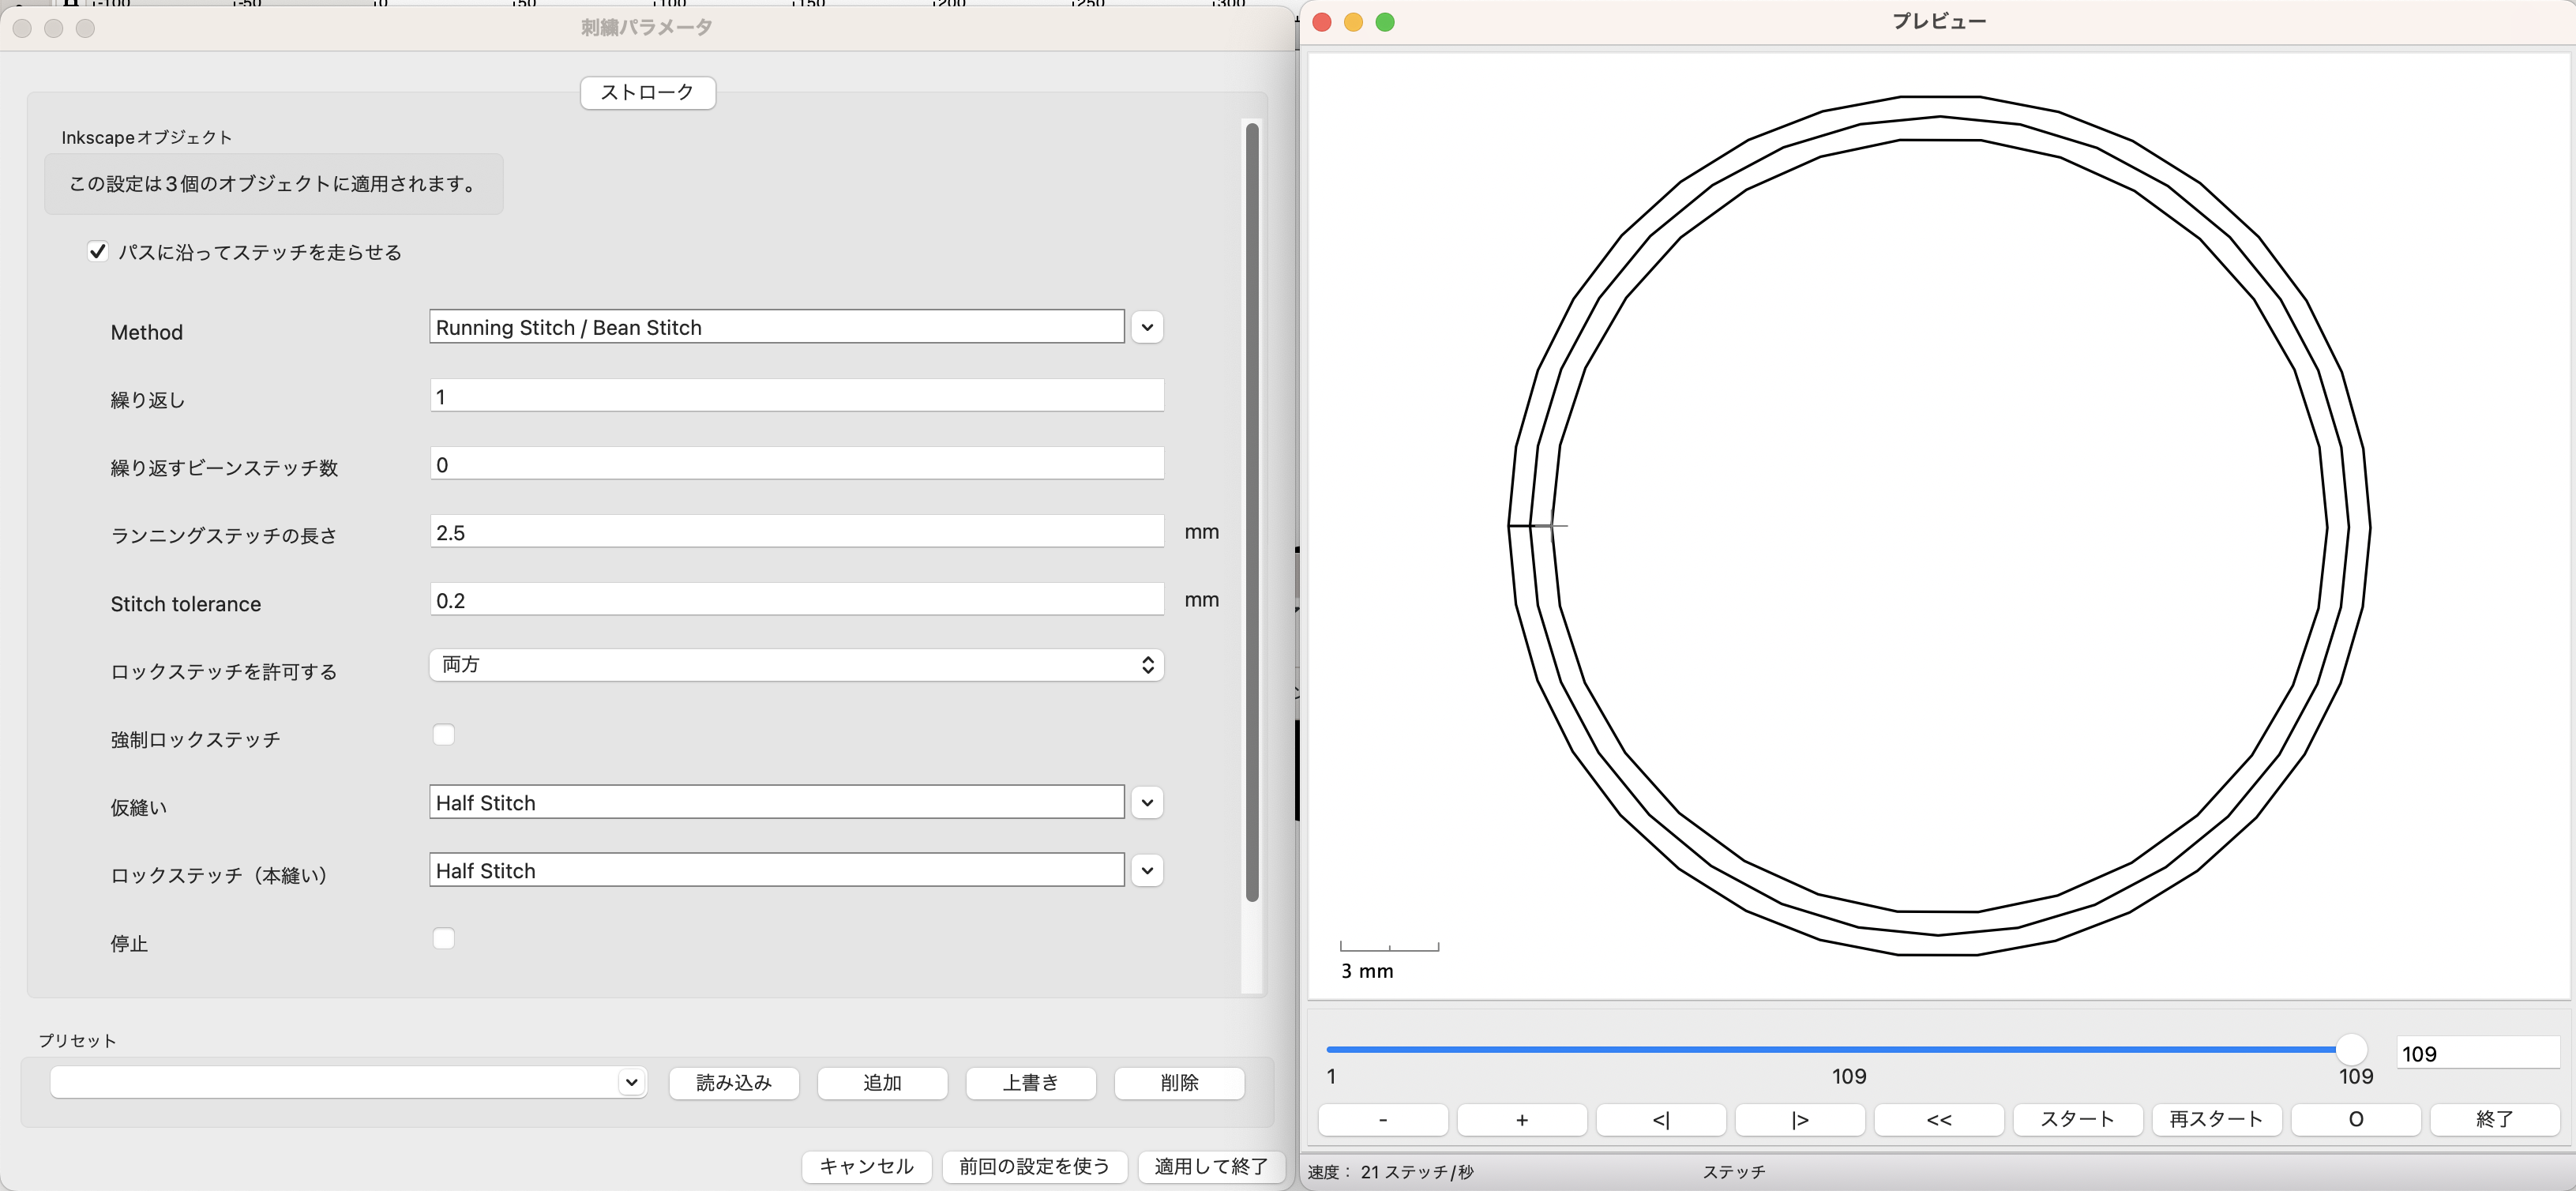 -100 -50 0 50 100 150 200 250 300
刺繍パラメータ
ストローク
Inkscapeオブジェクト
この設定は3個のオブジェクトに適用されます。
パスに沿ってステッチを走らせる
Method Running Stitch / Bean Stitch
繰り返し 1
繰り返すビーンステッチ数 0
ランニングステッチの長さ 2.5 mm
Stitch tolerance 0.2 mm
ロックステッチを許可する 両方
強制ロックステッチ
仮縫い Half Stitch
ロックステッチ（本縫い） Half Stitch
停止
プリセット
読み込み 追加 上書き 削除
キャンセル 前回の設定を使う 適用して終了
プレビュー
3 mm
109
1 109 109
- + <| |> << スタート 再スタート O 終了
速度： 21 ステッチ/秒 ステッチ